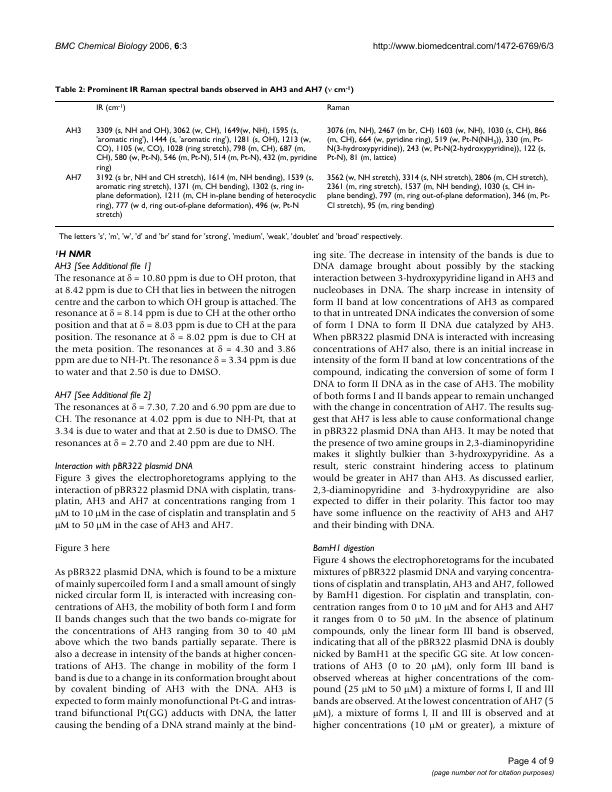 BMC Chemical Biology 2006, 6:3
http://www.biomedcentral.com/1472-6769/6/3
Table 2: Prominent IR Raman spectral bands observed in AH3 and AH7 (ν cm-1)
IR (cm-1) Raman
AH3 3309 (s, NH and OH), 3062 (w, CH), 1649(w, NH), 1595 (s,
'aromatic ring'), 1444 (s, 'aromatic ring'), 1281 (s, OH), 1213 (w,
CO), 1105 (w, CO), 1028 (ring stretch), 798 (m, CH), 687 (m,
CH), 580 (w, Pt-N), 546 (m, Pt-N), 514 (m, Pt-N), 432 (m, pyridine
ring)
3076 (m, NH), 2467 (m br, CH) 1603 (w, NH), 1030 (s, CH), 866
(m, CH), 664 (w, pyridine ring), 519 (w, Pt-N(NH3)), 330 (m, Pt-
N(3-hydroxypyridine)), 243 (w, Pt-N(2-hydroxypyridine)), 122 (s,
Pt-N), 81 (m, lattice)
AH7 3192 (s br, NH and CH stretch), 1614 (m, NH bending), 1539 (s,
aromatic ring stretch), 1371 (m, CH bending), 1302 (s, ring in-
plane deformation), 1211 (m, CH in-plane bending of heterocyclic
ring), 777 (w d, ring out-of-plane deformation), 496 (w, Pt-N
stretch)
3562 (w, NH stretch), 3314 (s, NH stretch), 2806 (m, CH stretch),
2361 (m, ring stretch), 1537 (m, NH bending), 1030 (s, CH in-
plane bending), 797 (m, ring out-of-plane deformation), 346 (m, Pt-
Cl stretch), 95 (m, ring bending)
The letters 's', 'm', 'w', 'd' and 'br' stand for 'strong', 'medium', 'weak', 'doublet' and 'broad' respectively.
1H NMR
AH3 [See Additional file 1]
The resonance at δ = 10.80 ppm is due to OH proton, that
at 8.42 ppm is due to CH that lies in between the nitrogen
centre and the carbon to which OH group is attached. The
resonance at δ = 8.14 ppm is due to CH at the other ortho
position and that at δ = 8.03 ppm is due to CH at the para
position. The resonance at δ = 8.02 ppm is due to CH at
the meta position. The resonances at δ = 4.30 and 3.86
ppm are due to NH-Pt. The resonance δ = 3.34 ppm is due
to water and that 2.50 is due to DMSO.
AH7 [See Additional file 2]
The resonances at δ = 7.30, 7.20 and 6.90 ppm are due to
CH. The resonance at 4.02 ppm is due to NH-Pt, that at
3.34 is due to water and that at 2.50 is due to DMSO. The
resonances at δ = 2.70 and 2.40 ppm are due to NH.
Interaction with pBR322 plasmid DNA
Figure 3 gives the electrophoretograms applying to the
interaction of pBR322 plasmid DNA with cisplatin, trans-
platin, AH3 and AH7 at concentrations ranging from 1
μM to 10 μM in the case of cisplatin and transplatin and 5
μM to 50 μM in the case of AH3 and AH7.
Figure 3 here
As pBR322 plasmid DNA, which is found to be a mixture
of mainly supercoiled form I and a small amount of singly
nicked circular form II, is interacted with increasing con-
centrations of AH3, the mobility of both form I and form
II bands changes such that the two bands co-migrate for
the concentrations of AH3 ranging from 30 to 40 μM
above which the two bands partially separate. There is
also a decrease in intensity of the bands at higher concen-
trations of AH3. The change in mobility of the form I
band is due to a change in its conformation brought about
by covalent binding of AH3 with the DNA. AH3 is
expected to form mainly monofunctional Pt-G and intras-
trand bifunctional Pt(GG) adducts with DNA, the latter
causing the bending of a DNA strand mainly at the bind-
ing site. The decrease in intensity of the bands is due to
DNA damage brought about possibly by the stacking
interaction between 3-hydroxypyridine ligand in AH3 and
nucleobases in DNA. The sharp increase in intensity of
form II band at low concentrations of AH3 as compared
to that in untreated DNA indicates the conversion of some
of form I DNA to form II DNA due catalyzed by AH3.
When pBR322 plasmid DNA is interacted with increasing
concentrations of AH7 also, there is an initial increase in
intensity of the form II band at low concentrations of the
compound, indicating the conversion of some of form I
DNA to form II DNA as in the case of AH3. The mobility
of both forms I and II bands appear to remain unchanged
with the change in concentration of AH7. The results sug-
gest that AH7 is less able to cause conformational change
in pBR322 plasmid DNA than AH3. It may be noted that
the presence of two amine groups in 2,3-diaminopyridine
makes it slightly bulkier than 3-hydroxypyridine. As a
result, steric constraint hindering access to platinum
would be greater in AH7 than AH3. As discussed earlier,
2,3-diaminopyridine and 3-hydroxypyridine are also
expected to differ in their polarity. This factor too may
have some influence on the reactivity of AH3 and AH7
and their binding with DNA.
BamH1 digestion
Figure 4 shows the electrophoretograms for the incubated
mixtures of pBR322 plasmid DNA and varying concentra-
tions of cisplatin and transplatin, AH3 and AH7, followed
by BamH1 digestion. For cisplatin and transplatin, con-
centration ranges from 0 to 10 μM and for AH3 and AH7
it ranges from 0 to 50 μM. In the absence of platinum
compounds, only the linear form III band is observed,
indicating that all of the pBR322 plasmid DNA is doubly
nicked by BamH1 at the specific GG site. At low concen-
trations of AH3 (0 to 20 μM), only form III band is
observed whereas at higher concentrations of the com-
pound (25 μM to 50 μM) a mixture of forms I, II and III
bands are observed. At the lowest concentration of AH7 (5
μM), a mixture of forms I, II and III is observed and at
higher concentrations (10 μM or greater), a mixture of
Page 4 of 9
(page number not for citation purposes)